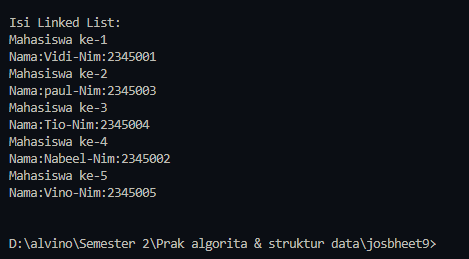 Isi Linked List:
Mahasiswa ke-1
Nama:Vidi-Nim:2345001
Mahasiswa ke-2
Nama:paul-Nim:2345003
Mahasiswa ke-3
Nama:Tio-Nim:2345004
Mahasiswa ke-4
Nama:Nabeel-Nim:2345002
Mahasiswa ke-5
Nama:Vino-Nim:2345005
D:\alvino\Semester 2\Prak algorita & struktur data\josbheet9>